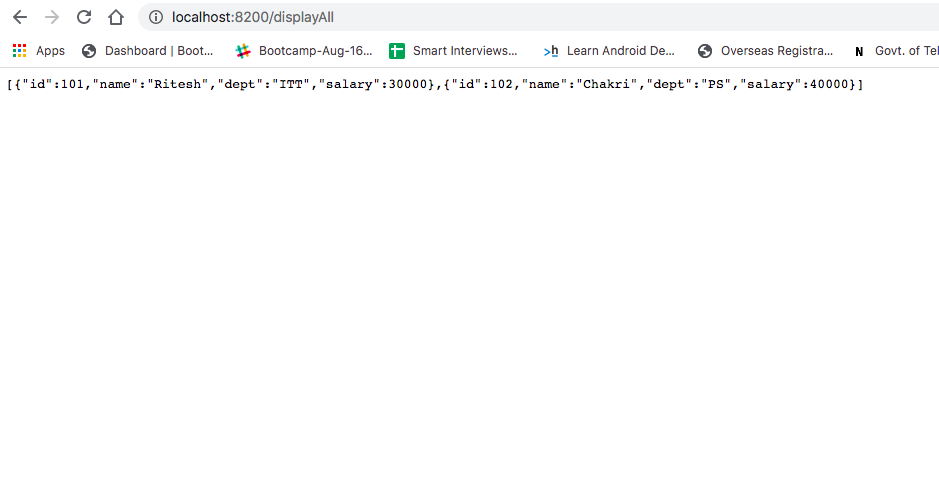 localhost:8200/displayAll
Apps Dashboard | Boot... Bootcamp-Aug-16... Smart Interviews... >h Learn Android De... Overseas Registra... N Govt. of Tel
[{"id":101,"name":"Ritesh","dept":"ITT","salary":30000},{"id":102,"name":"Chakri","dept":"PS","salary":40000}]